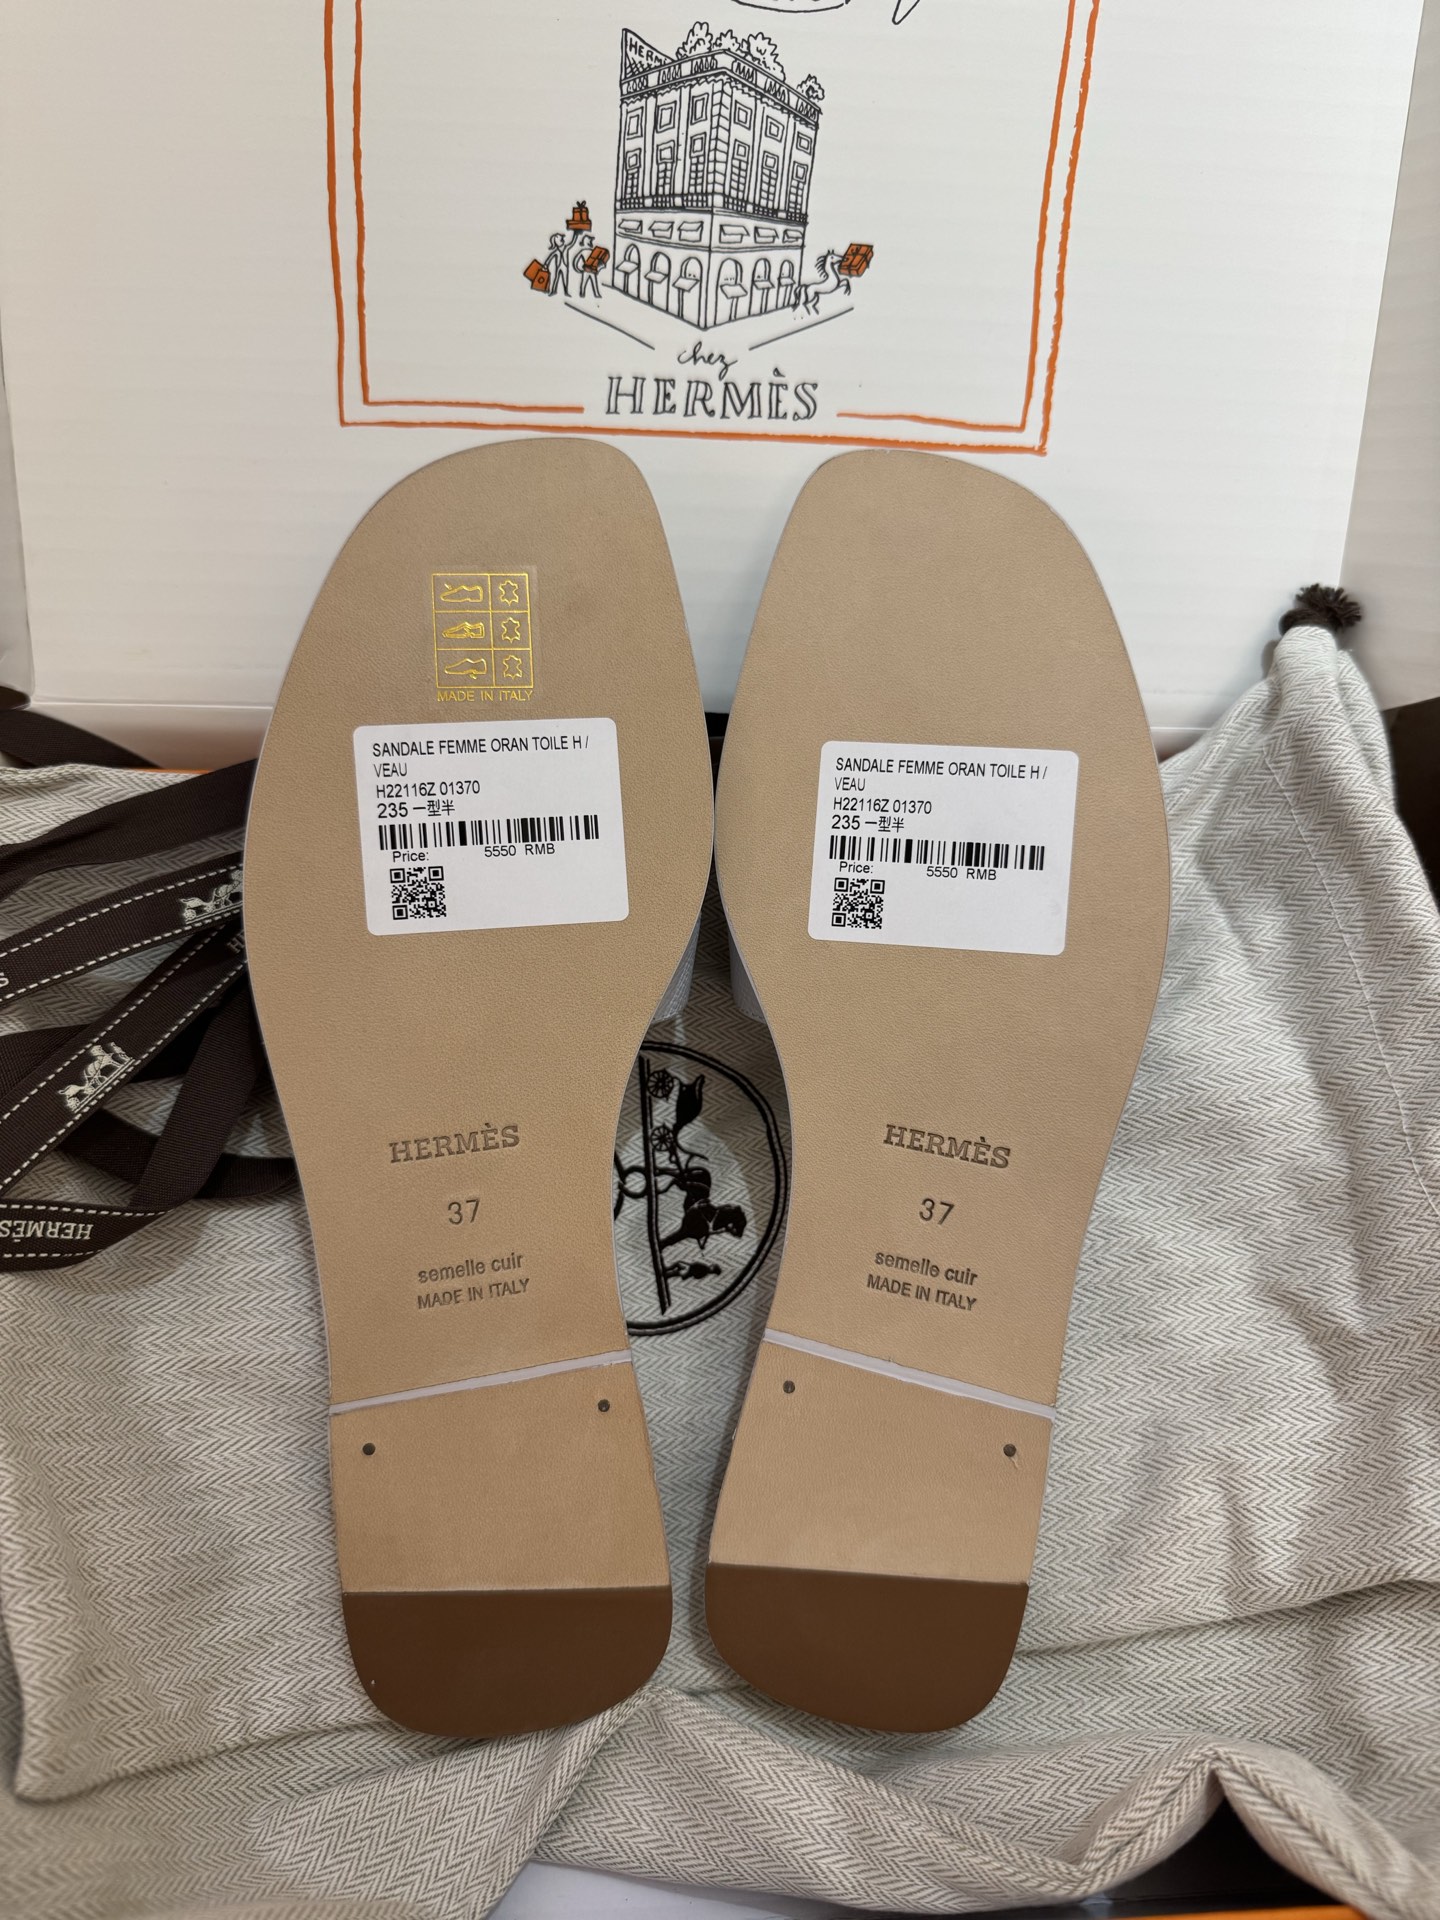 HERM
chez
HERMÈS
MADE IN ITALY
SANDALE FEMME ORAN TOILE H /
VEAU
H22116Z 01370
235 一型半
Price: 5550 RMB
SANDALE FEMME ORAN TOILE H /
VEAU
H22116Z 01370
235 一型半
Price: 5550 RMB
HERMÈS
37
semelle cuir
MADE IN ITALY
HERMÈS
37
semelle cuir
MADE IN ITALY
HERMÈS